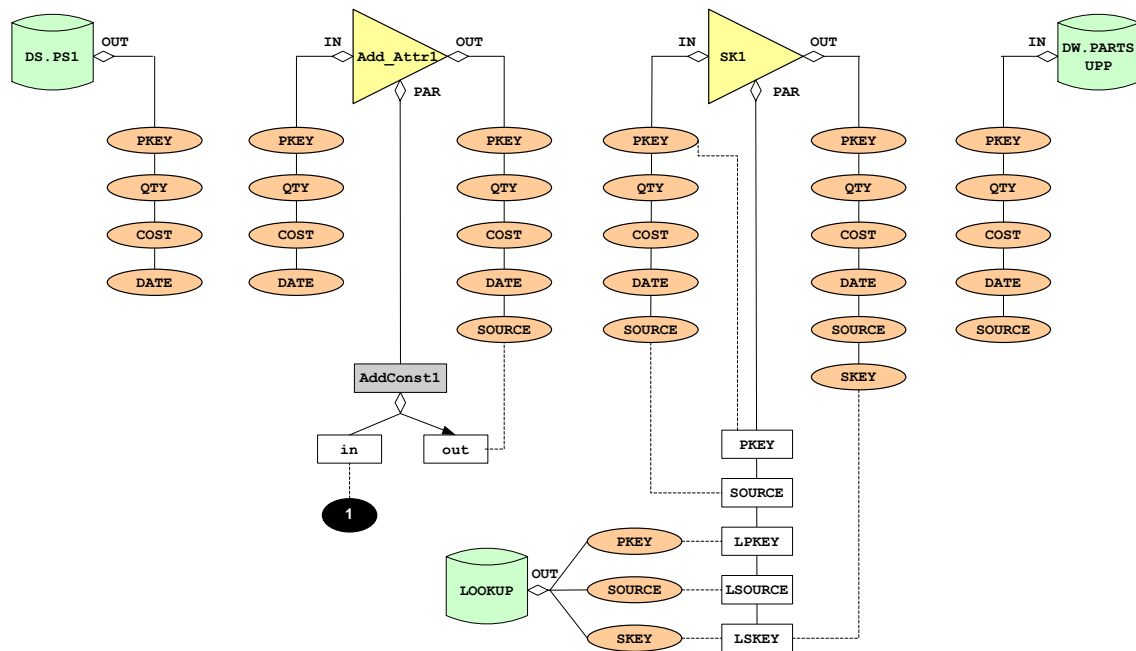 DS.PS1
OUT
PKEY
QTY
COST
DATE
IN
Add_Attr1
OUT
PAR
PKEY
QTY
COST
DATE
PKEY
QTY
COST
DATE
SOURCE
AddConst1
in
out
1
IN
SK1
OUT
PAR
PKEY
QTY
COST
DATE
SOURCE
PKEY
QTY
COST
DATE
SOURCE
SKEY
PKEY
SOURCE
LPKEY
LSOURCE
LSKEY
LOOKUP
OUT
PKEY
SOURCE
SKEY
IN
DW.PARTS
UPP
PKEY
QTY
COST
DATE
SOURCE